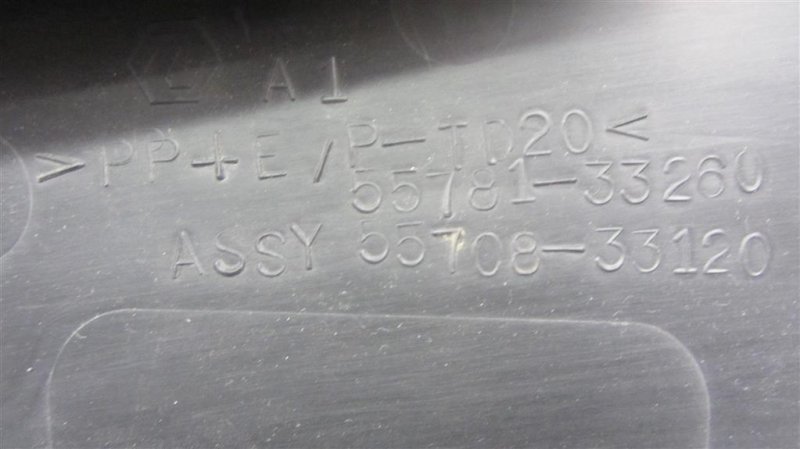 A1
>PP+E/P-TD20<
55781-33260
ASSY 55708-33120